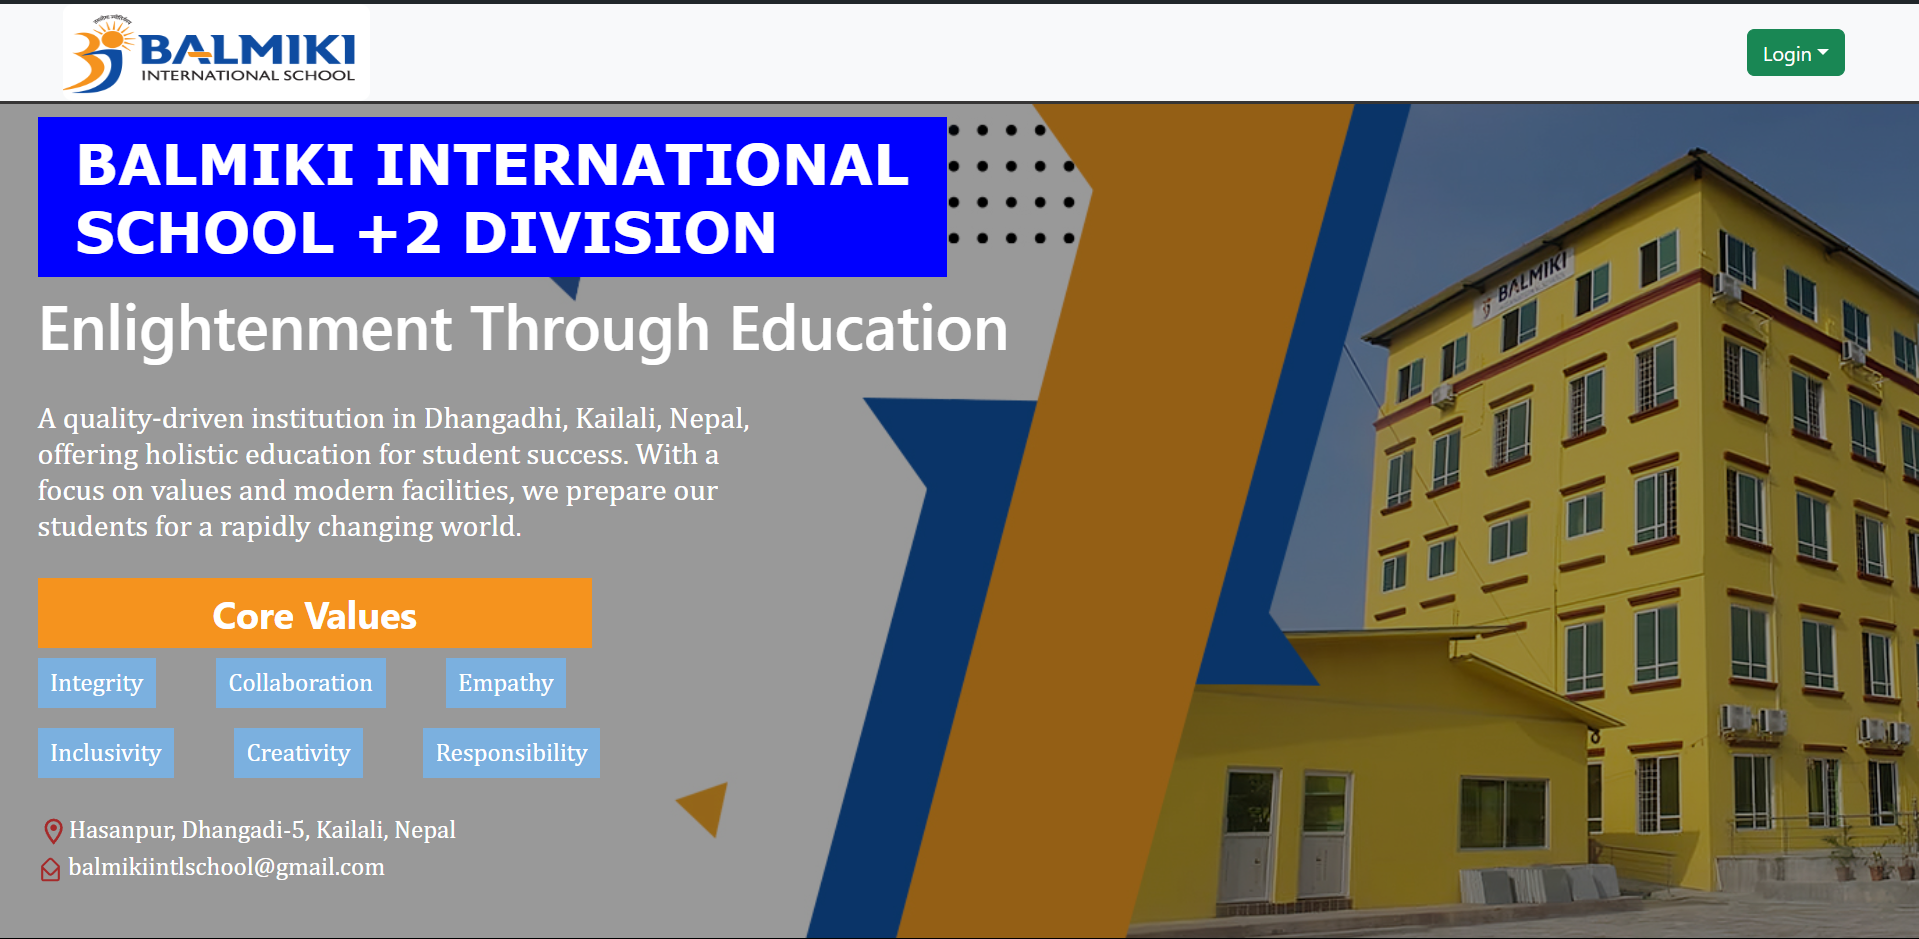 BALMIKI
INTERNATIONAL SCHOOL
Login
BALMIKI INTERNATIONAL
SCHOOL +2 DIVISION
Enlightenment Through Education
A quality-driven institution in Dhangadhi, Kailali, Nepal,
offering holistic education for student success. With a
focus on values and modern facilities, we prepare our
students for a rapidly changing world.
Core Values
Integrity
Collaboration
Empathy
Inclusivity
Creativity
Responsibility
Hasanpur, Dhangadi-5, Kailali, Nepal
balmikiintlschool@gmail.com
BALMIKI